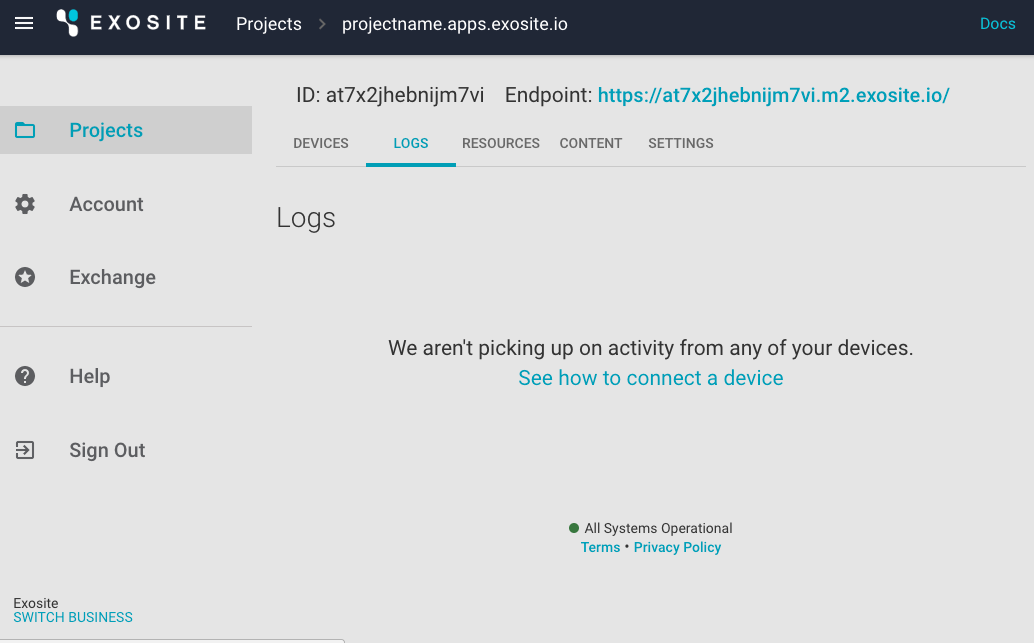 EXOSITE Projects > projectname.apps.exosite.io Docs
ID: at7x2jhebnijm7vi Endpoint: https://at7x2jhebnijm7vi.m2.exosite.io/
DEVICES LOGS RESOURCES CONTENT SETTINGS
Projects
Account
Exchange
Help
Sign Out
Logs
We aren't picking up on activity from any of your devices.
See how to connect a device
All Systems Operational
Terms • Privacy Policy
Exosite
SWITCH BUSINESS